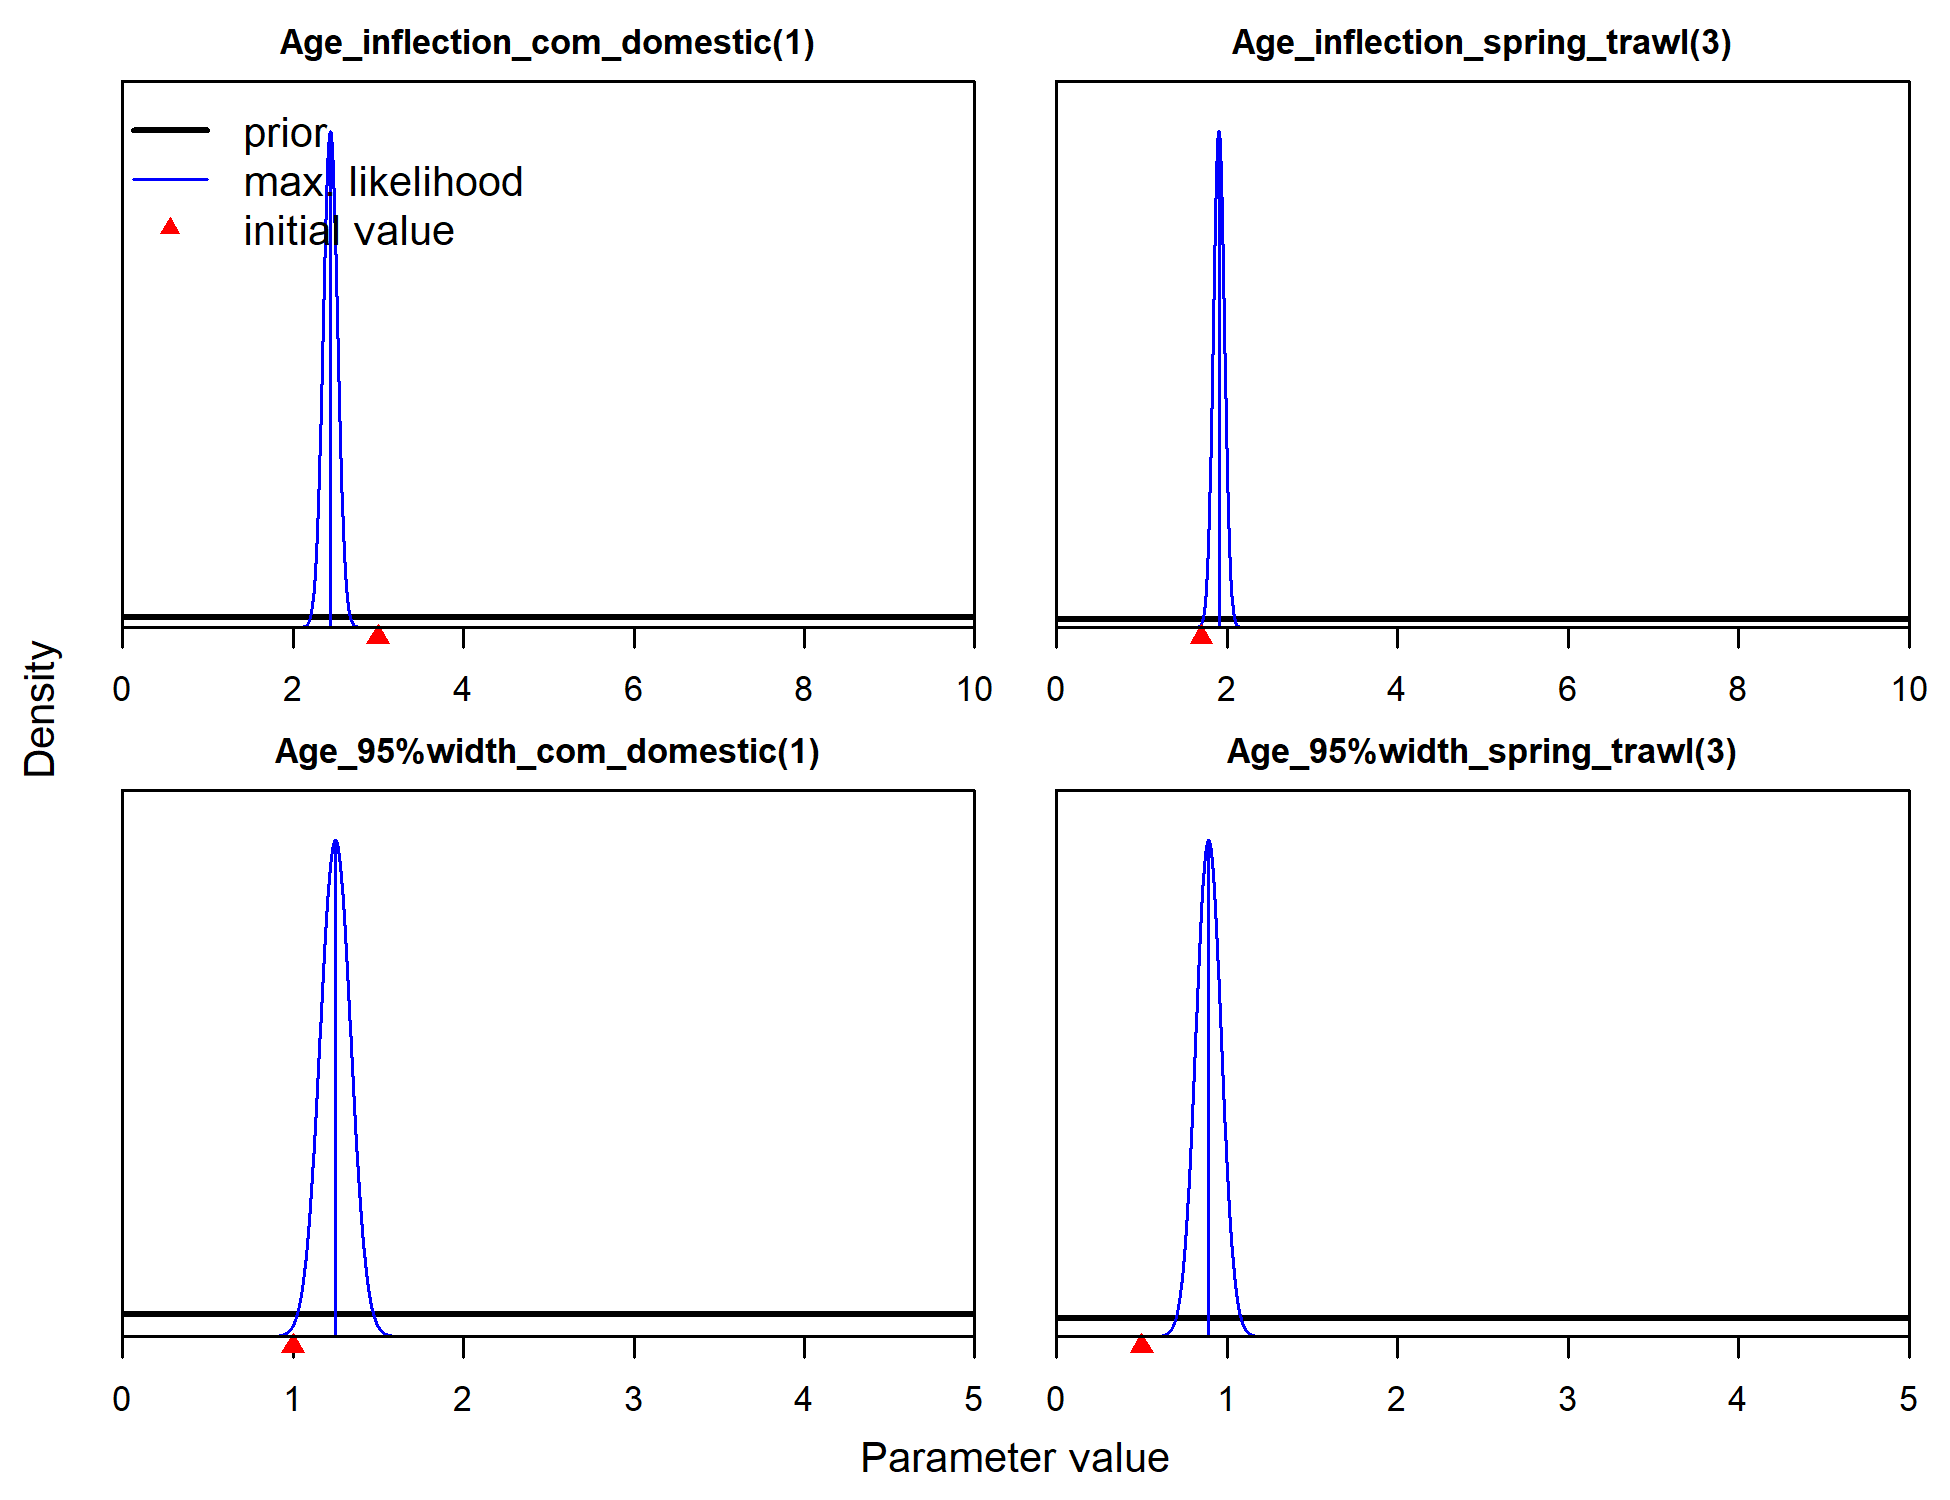 Age_inflection_com_domestic(1)
Age_inflection_spring_trawl(3)
prior
max. likelihood
initial value
0 2 4 6 8 10
0 2 4 6 8 10
Density
Age_95%width_com_domestic(1)
Age_95%width_spring_trawl(3)
0 1 2 3 4 5
0 1 2 3 4 5
Parameter value